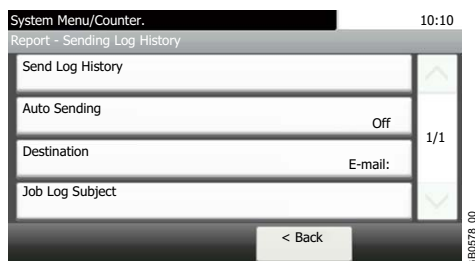 System Menu/Counter.
10:10
Report - Sending Log History
Send Log History
Auto Sending
Off
Destination
E-mail:
Job Log Subject
1/1
< Back